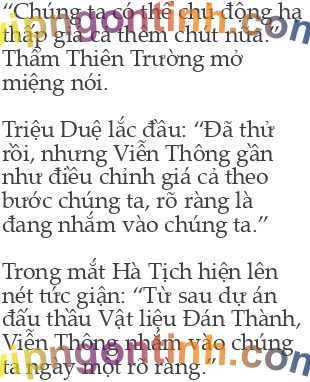 “Chúng ta có thể chủ động hạ
thấp giá cả thêm chút nữa.”
Thẩm Thiên Trường mở
miệng nói.
Triệu Duệ lắc đầu: “Đã thử
rồi, nhưng Viễn Thông gần
như điều chỉnh giá cả theo
bước chúng ta, rõ ràng là
đang nhắm vào chúng ta.”
Trong mắt Hà Tịch hiện lên
nét tức giận: “Từ sau dự án
đấu thầu Vật liệu Đán Thành,
Viễn Thông nhắm vào chúng
ta ngày một rõ ràng.”
vipngontinh.com
vipngontinh.com